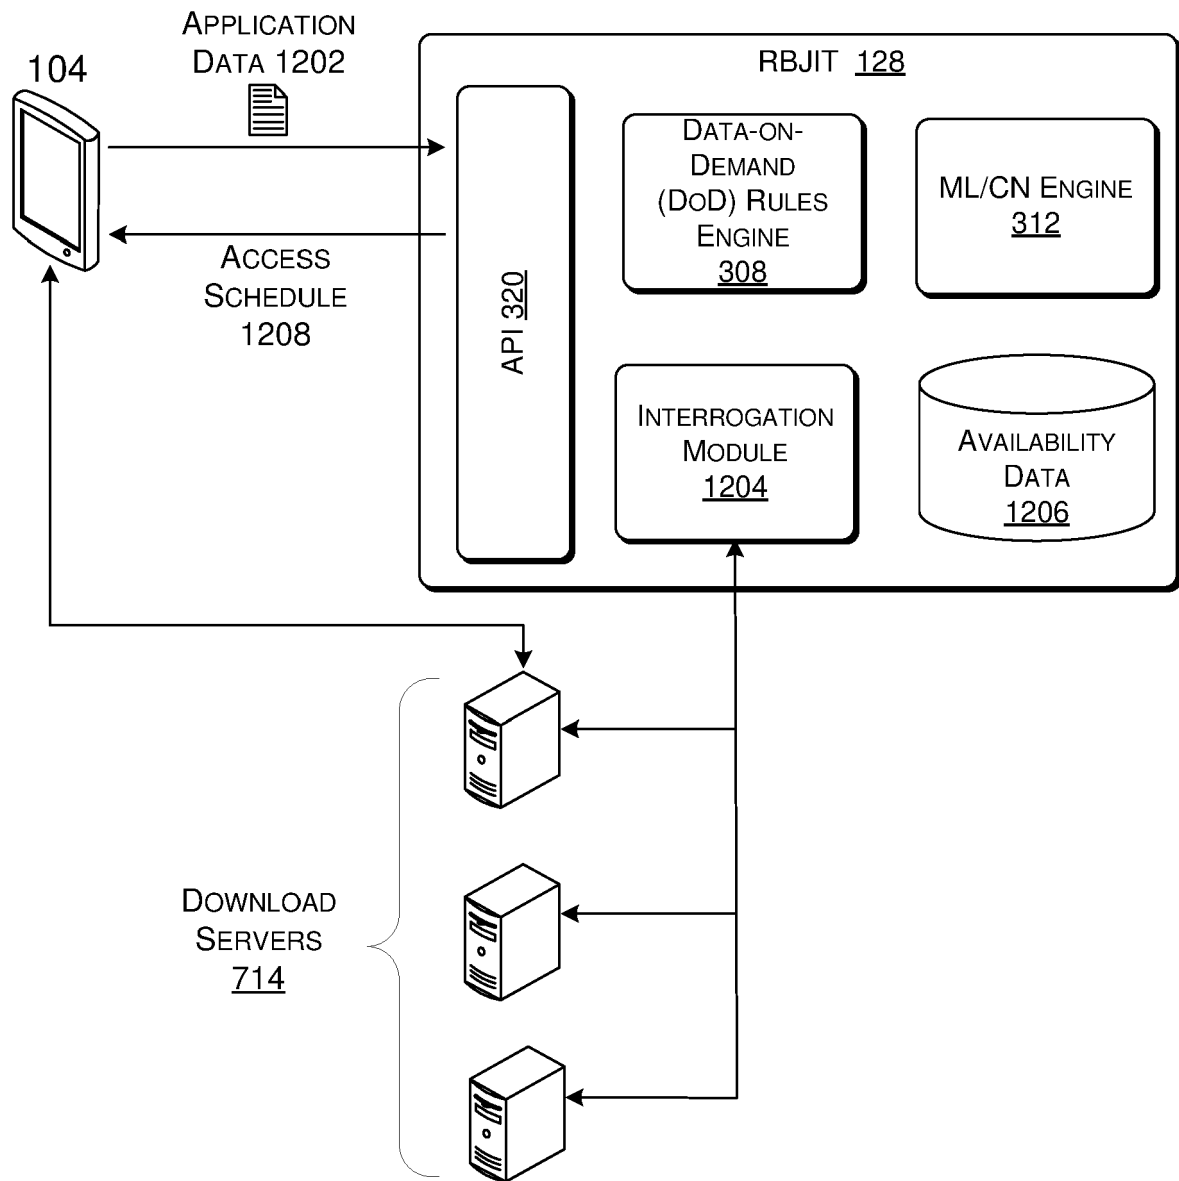 APPLICATION
DATA 1202
104
RBJIT 128
DATA-ON-
DEMAND
(DOD) RULES
ENGINE
308
ML/CN ENGINE
312
ACCESS
SCHEDULE
1208
API 320
INTERROGATION
MODULE
1204
AVAILABILITY
DATA
1206
DOWNLOAD
SERVERS
714